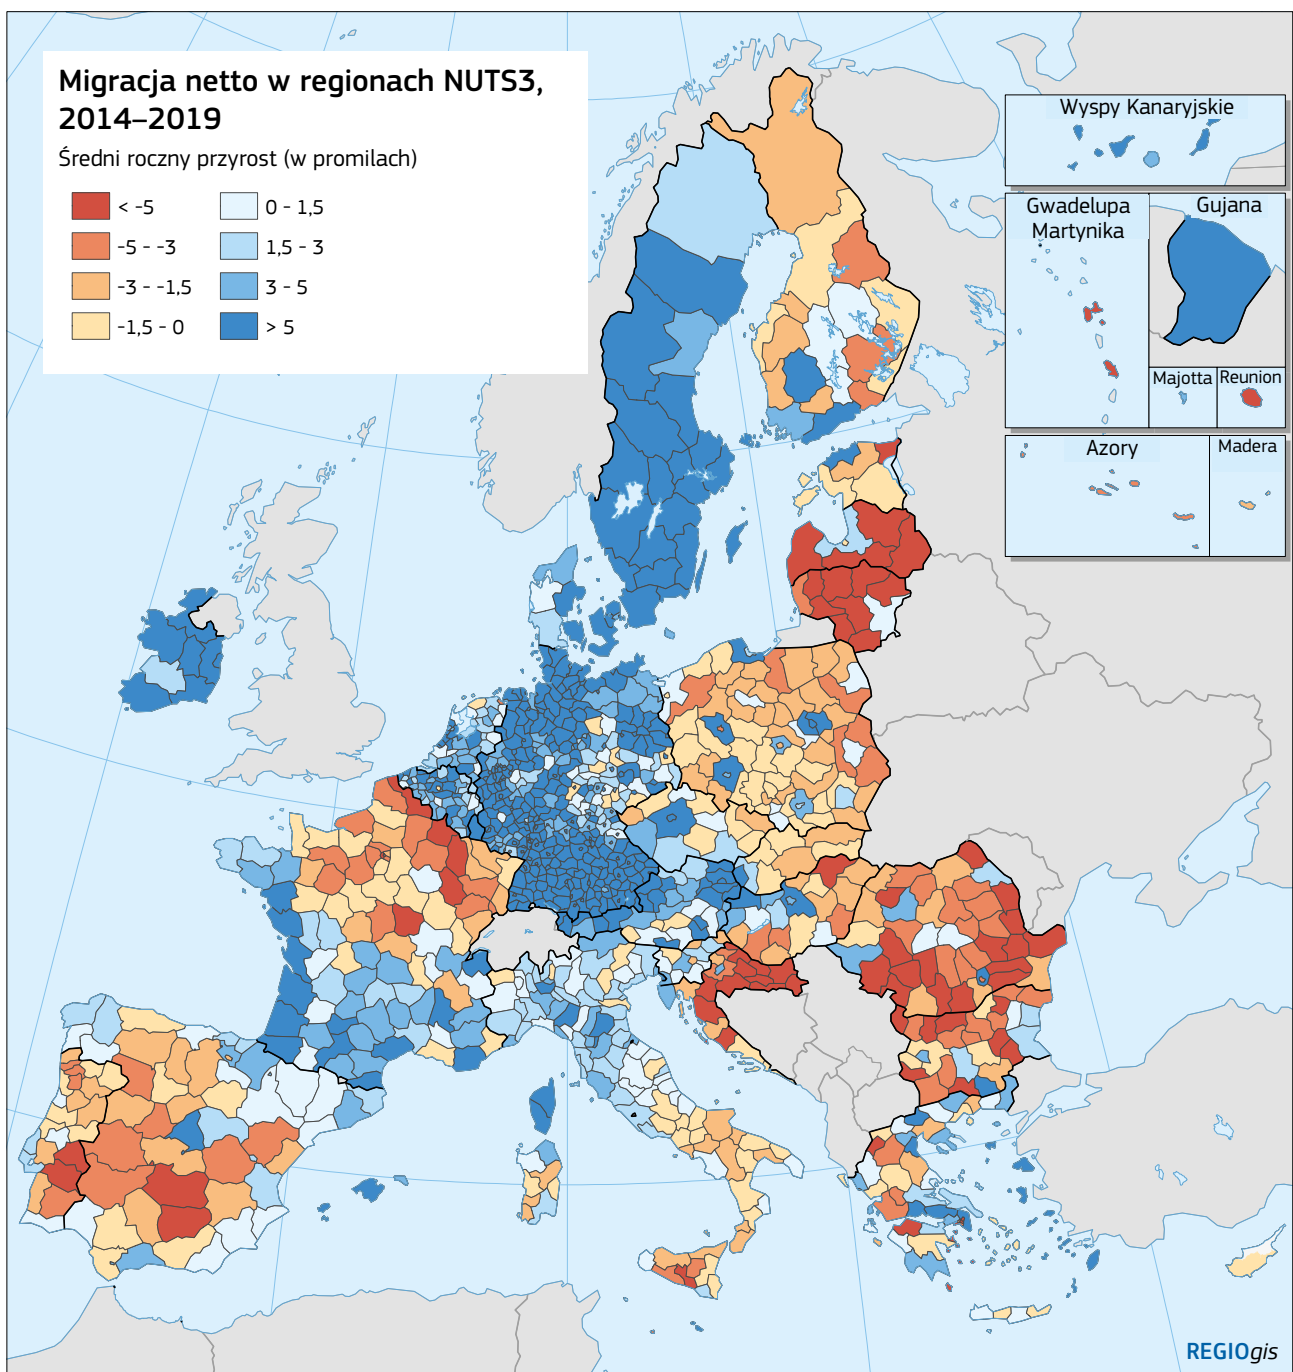 Migracja netto w regionach NUTS3,
2014–2019
Średni roczny przyrost (w promilach)
< -5
-5 - -3
-3 - -1,5
-1,5 - 0
0 - 1,5
1,5 - 3
3 - 5
> 5
Wyspy Kanaryjskie
Gwadelupa
Martynika
Gujana
Majotta
Reunion
Azory
Madera
REGIOgis